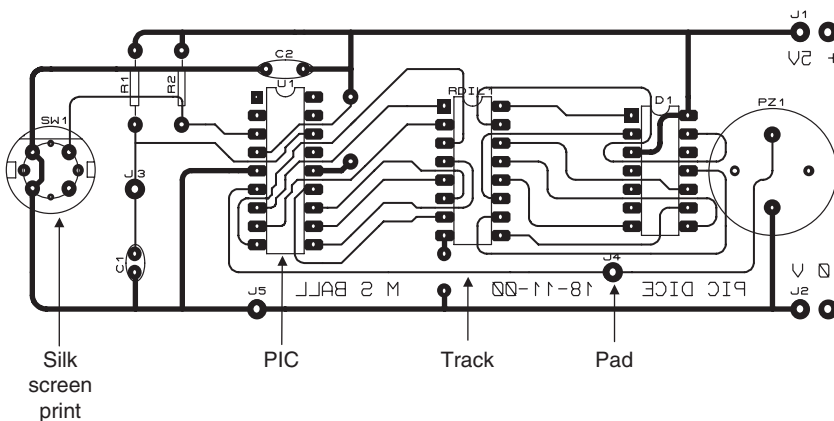 J1
+ 5V
C2
U1
R1
R2
RDIL1
D1
PZ1
SW1
J3
C1
J4
0 V
J2
J5
M S BALL
18-11-00
PIC DICE
Silk
screen
print
PIC
Track
Pad